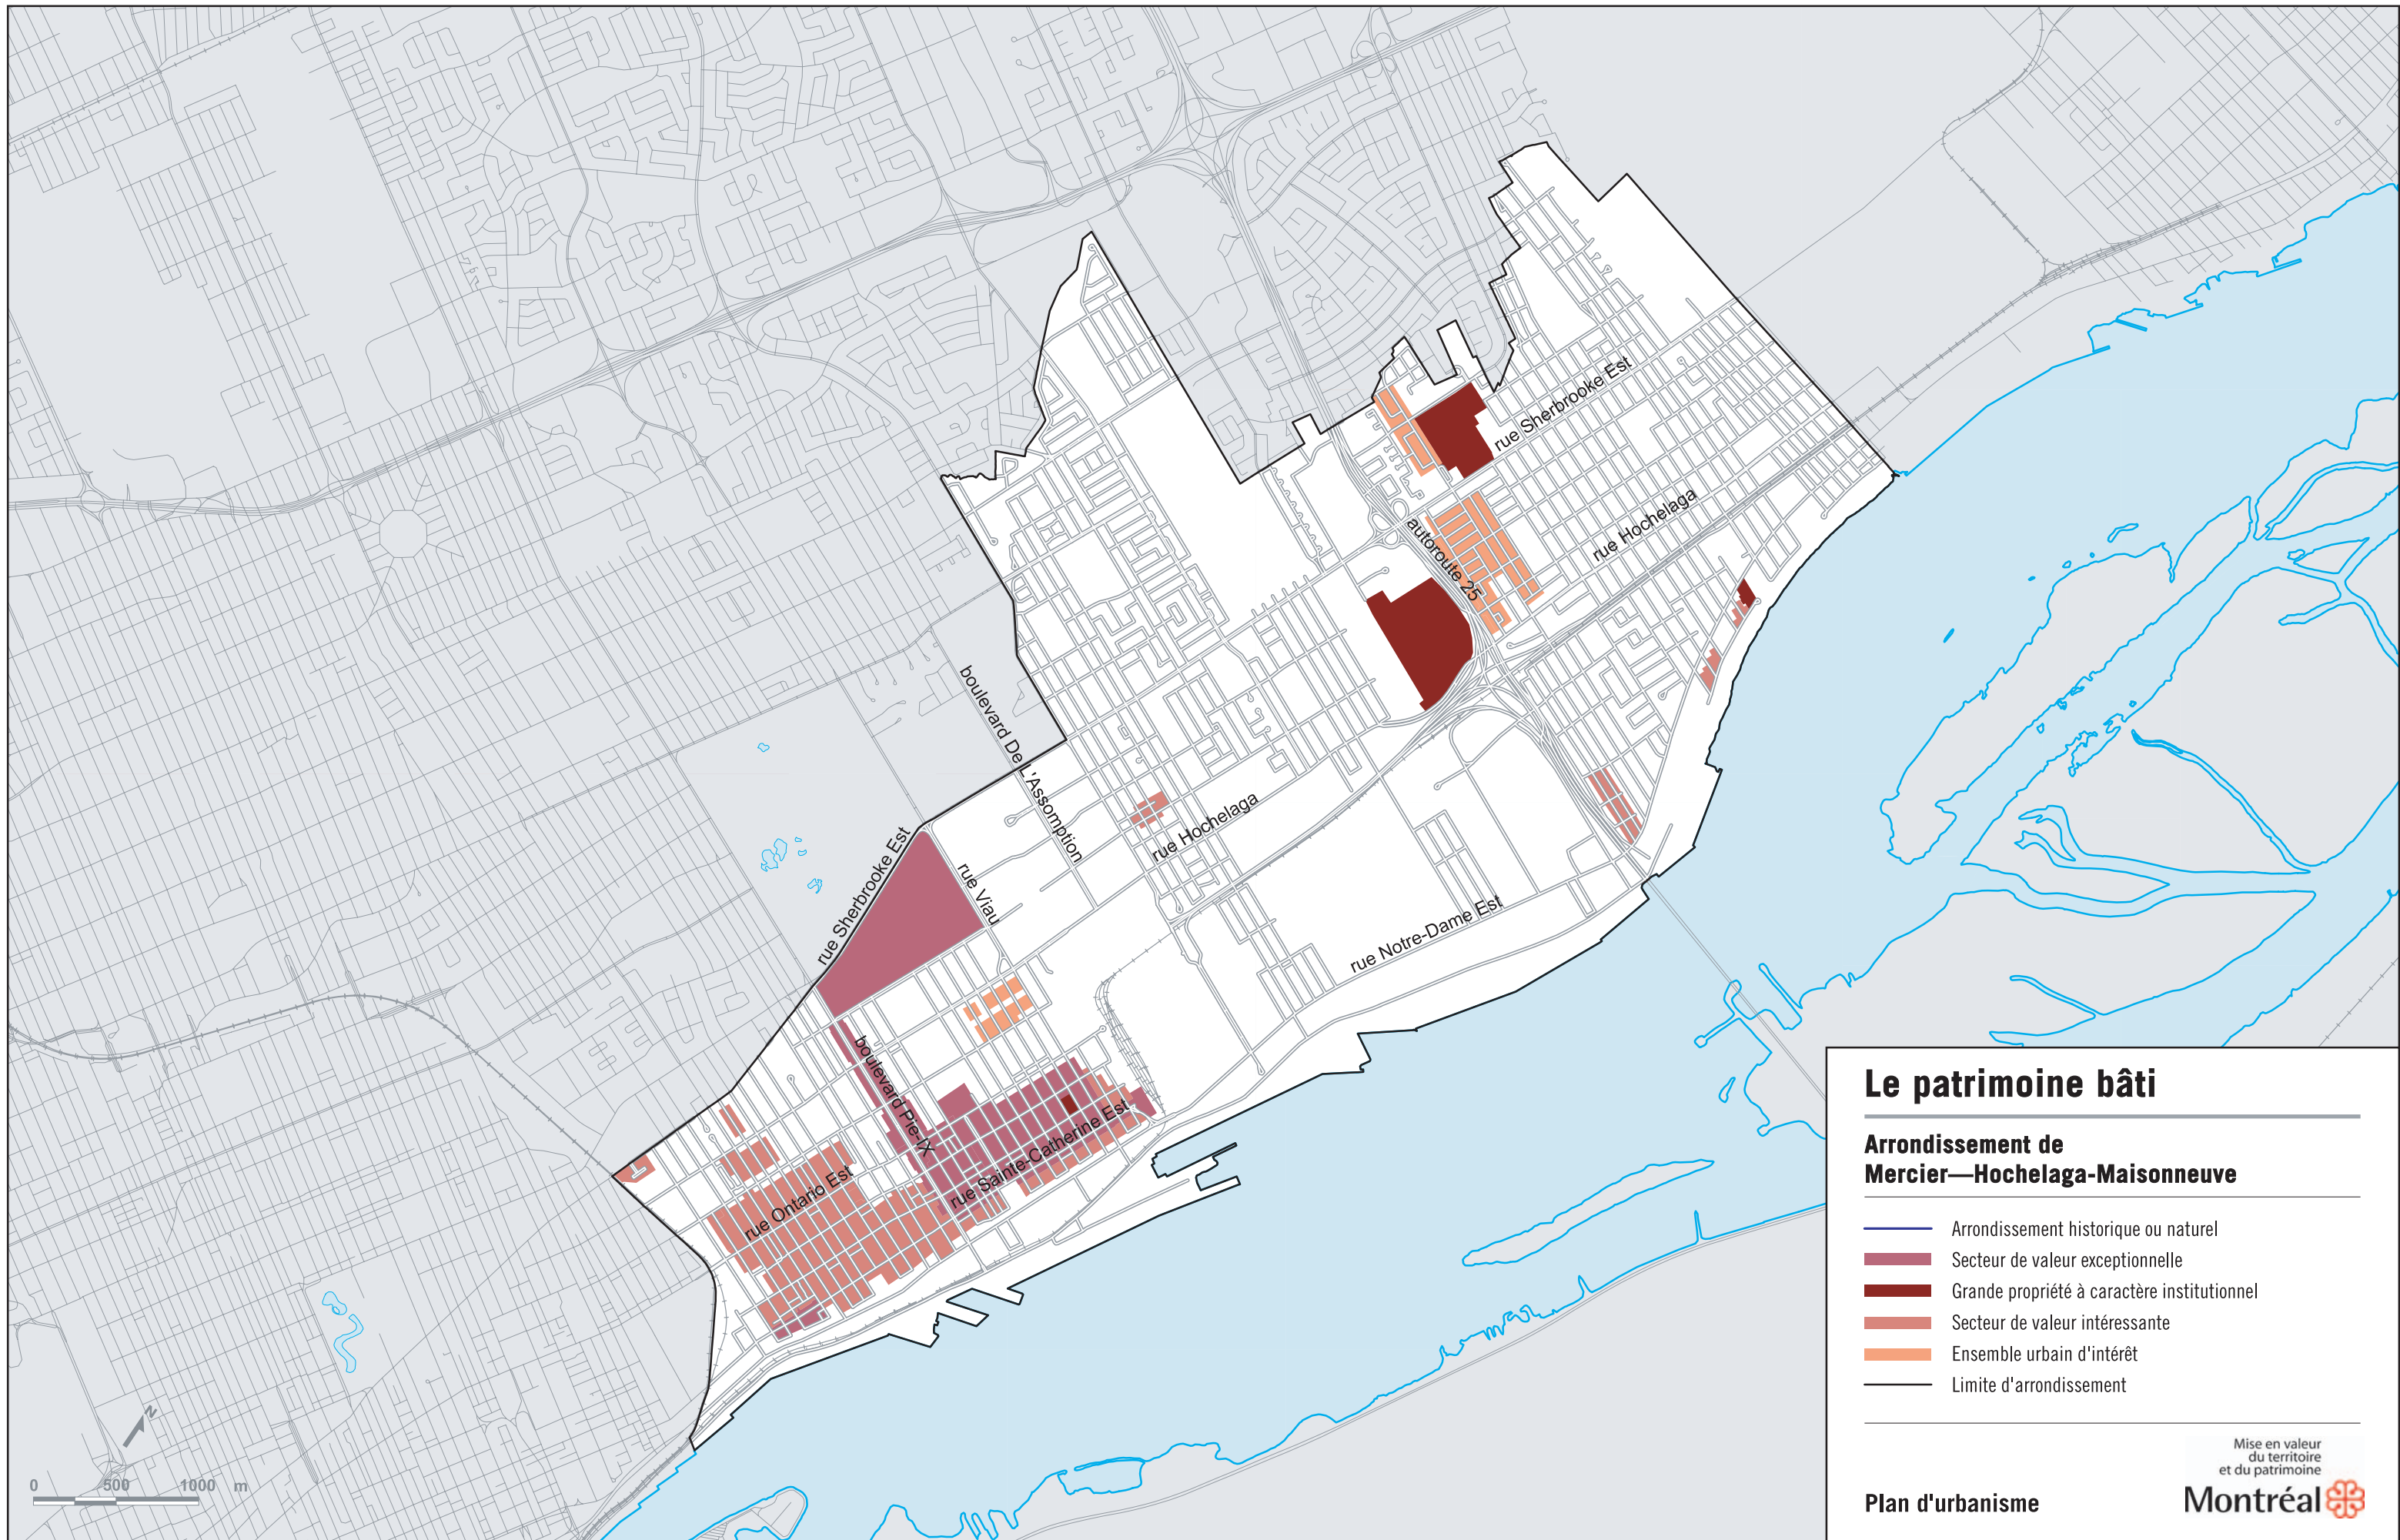 rue Sherbrooke Est
rue Hochelaga
autoroute 25
boulevard De L'Assomption
rue Hochelaga
rue Sherbrooke Est
rue Viau
rue Notre-Dame Est
boulevard Pie-IX
rue Sainte-Catherine Est
rue Ontario Est
N
0 500 1000 m
Le patrimoine bâti
Arrondissement de
Mercier—Hochelaga-Maisonneuve
Arrondissement historique ou naturel
Secteur de valeur exceptionnelle
Grande propriété à caractère institutionnel
Secteur de valeur intéressante
Ensemble urbain d'intérêt
Limite d'arrondissement
Mise en valeur
du territoire
et du patrimoine
Plan d'urbanisme
Montréal